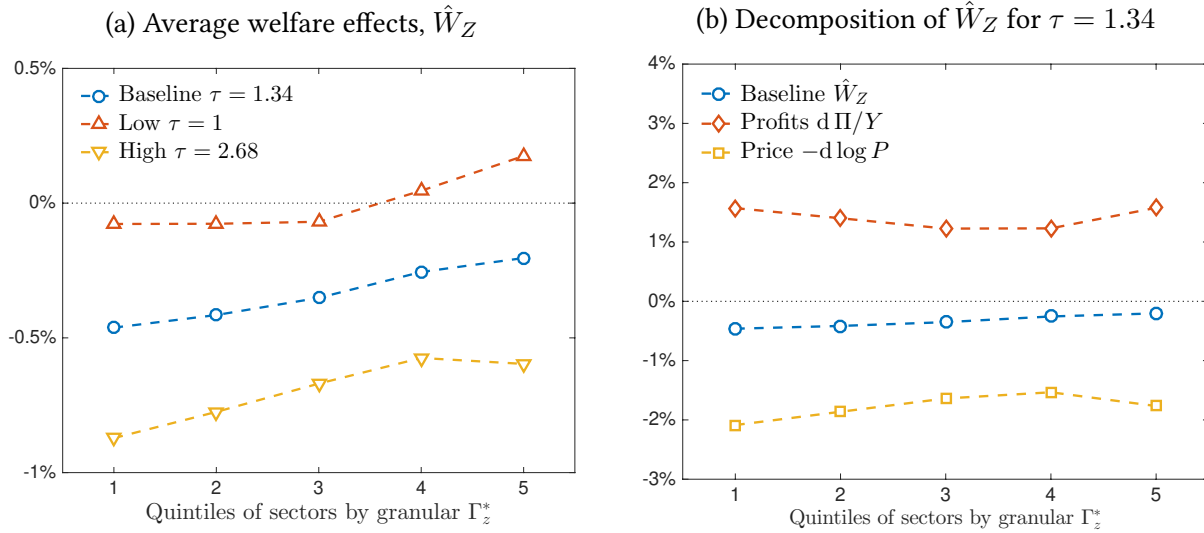 (a) Average welfare effects, Ŵ_Z
0.5%
Baseline τ = 1.34
Low τ = 1
High τ = 2.68
0%
-0.5%
-1%
1 2 3 4 5
Quintiles of sectors by granular Γ*_z
(b) Decomposition of Ŵ_Z for τ = 1.34
4%
Baseline Ŵ_Z
3%
Profits d Π/Y
Price −d log P
2%
1%
0%
-1%
-2%
-3%
1 2 3 4 5
Quintiles of sectors by granular Γ*_z